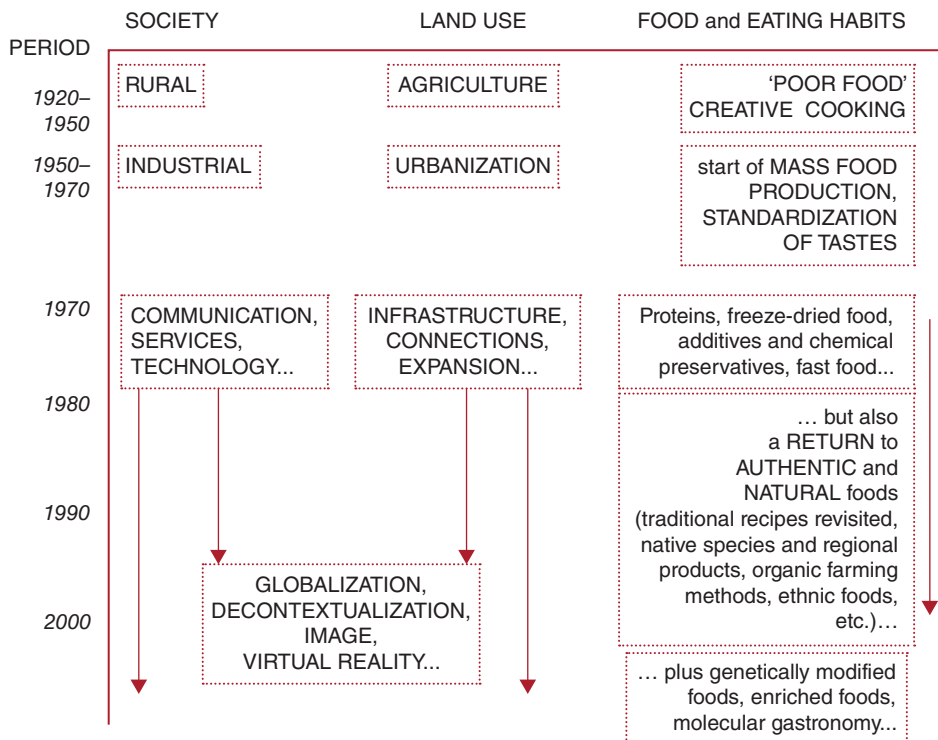 SOCIETY
LAND USE
FOOD and EATING HABITS
PERIOD
1920–
1950
RURAL
AGRICULTURE
'POOR FOOD'
CREATIVE COOKING
1950–
1970
INDUSTRIAL
URBANIZATION
start of MASS FOOD
PRODUCTION,
STANDARDIZATION
OF TASTES
1970
COMMUNICATION,
SERVICES,
TECHNOLOGY...
INFRASTRUCTURE,
CONNECTIONS,
EXPANSION...
Proteins, freeze-dried food,
additives and chemical
preservatives, fast food...
1980
... but also
a RETURN to
AUTHENTIC and
NATURAL foods
(traditional recipes revisited,
native species and regional
products, organic farming
methods, ethnic foods,
etc.)...
1990
GLOBALIZATION,
DECONTEXTUALIZATION,
IMAGE,
VIRTUAL REALITY...
2000
... plus genetically modified
foods, enriched foods,
molecular gastronomy...